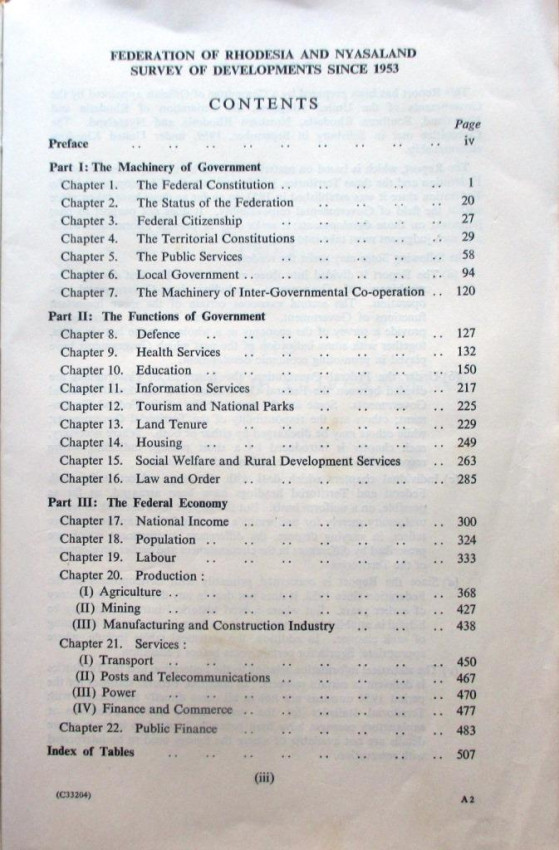 FEDERATION OF RHODESIA AND NYASALAND
SURVEY OF DEVELOPMENTS SINCE 1953
CONTENTS
Page
Preface .. .. .. .. .. .. .. .. iv
Part I: The Machinery of Government
Chapter 1. The Federal Constitution .. .. .. .. .. 1
Chapter 2. The Status of the Federation .. .. .. .. 20
Chapter 3. Federal Citizenship .. .. .. .. .. 27
Chapter 4. The Territorial Constitutions .. .. .. .. 29
Chapter 5. The Public Services .. .. .. .. .. 58
Chapter 6. Local Government .. .. .. .. .. .. 94
Chapter 7. The Machinery of Inter-Governmental Co-operation .. 120
Part II: The Functions of Government
Chapter 8. Defence .. .. .. .. .. .. .. 127
Chapter 9. Health Services .. .. .. .. .. .. 132
Chapter 10. Education .. .. .. .. .. .. 150
Chapter 11. Information Services .. .. .. .. .. 217
Chapter 12. Tourism and National Parks .. .. .. .. 225
Chapter 13. Land Tenure .. .. .. .. .. .. 229
Chapter 14. Housing .. .. .. .. .. .. .. 249
Chapter 15. Social Welfare and Rural Development Services .. 263
Chapter 16. Law and Order .. .. .. .. .. .. 285
Part III: The Federal Economy
Chapter 17. National Income .. .. .. .. .. .. 300
Chapter 18. Population .. .. .. .. .. .. 324
Chapter 19. Labour .. .. .. .. .. .. .. 333
Chapter 20. Production :
(I) Agriculture .. .. .. .. .. .. .. 368
(II) Mining .. .. .. .. .. .. .. 427
(III) Manufacturing and Construction Industry .. .. .. 438
Chapter 21. Services :
(I) Transport .. .. .. .. .. .. .. 450
(II) Posts and Telecommunications .. .. .. .. .. 467
(III) Power .. .. .. .. .. .. .. 470
(IV) Finance and Commerce .. .. .. .. .. 477
Chapter 22. Public Finance .. .. .. .. .. .. 483
Index of Tables .. .. .. .. .. .. .. 507
(iii)
(C33204) A 2